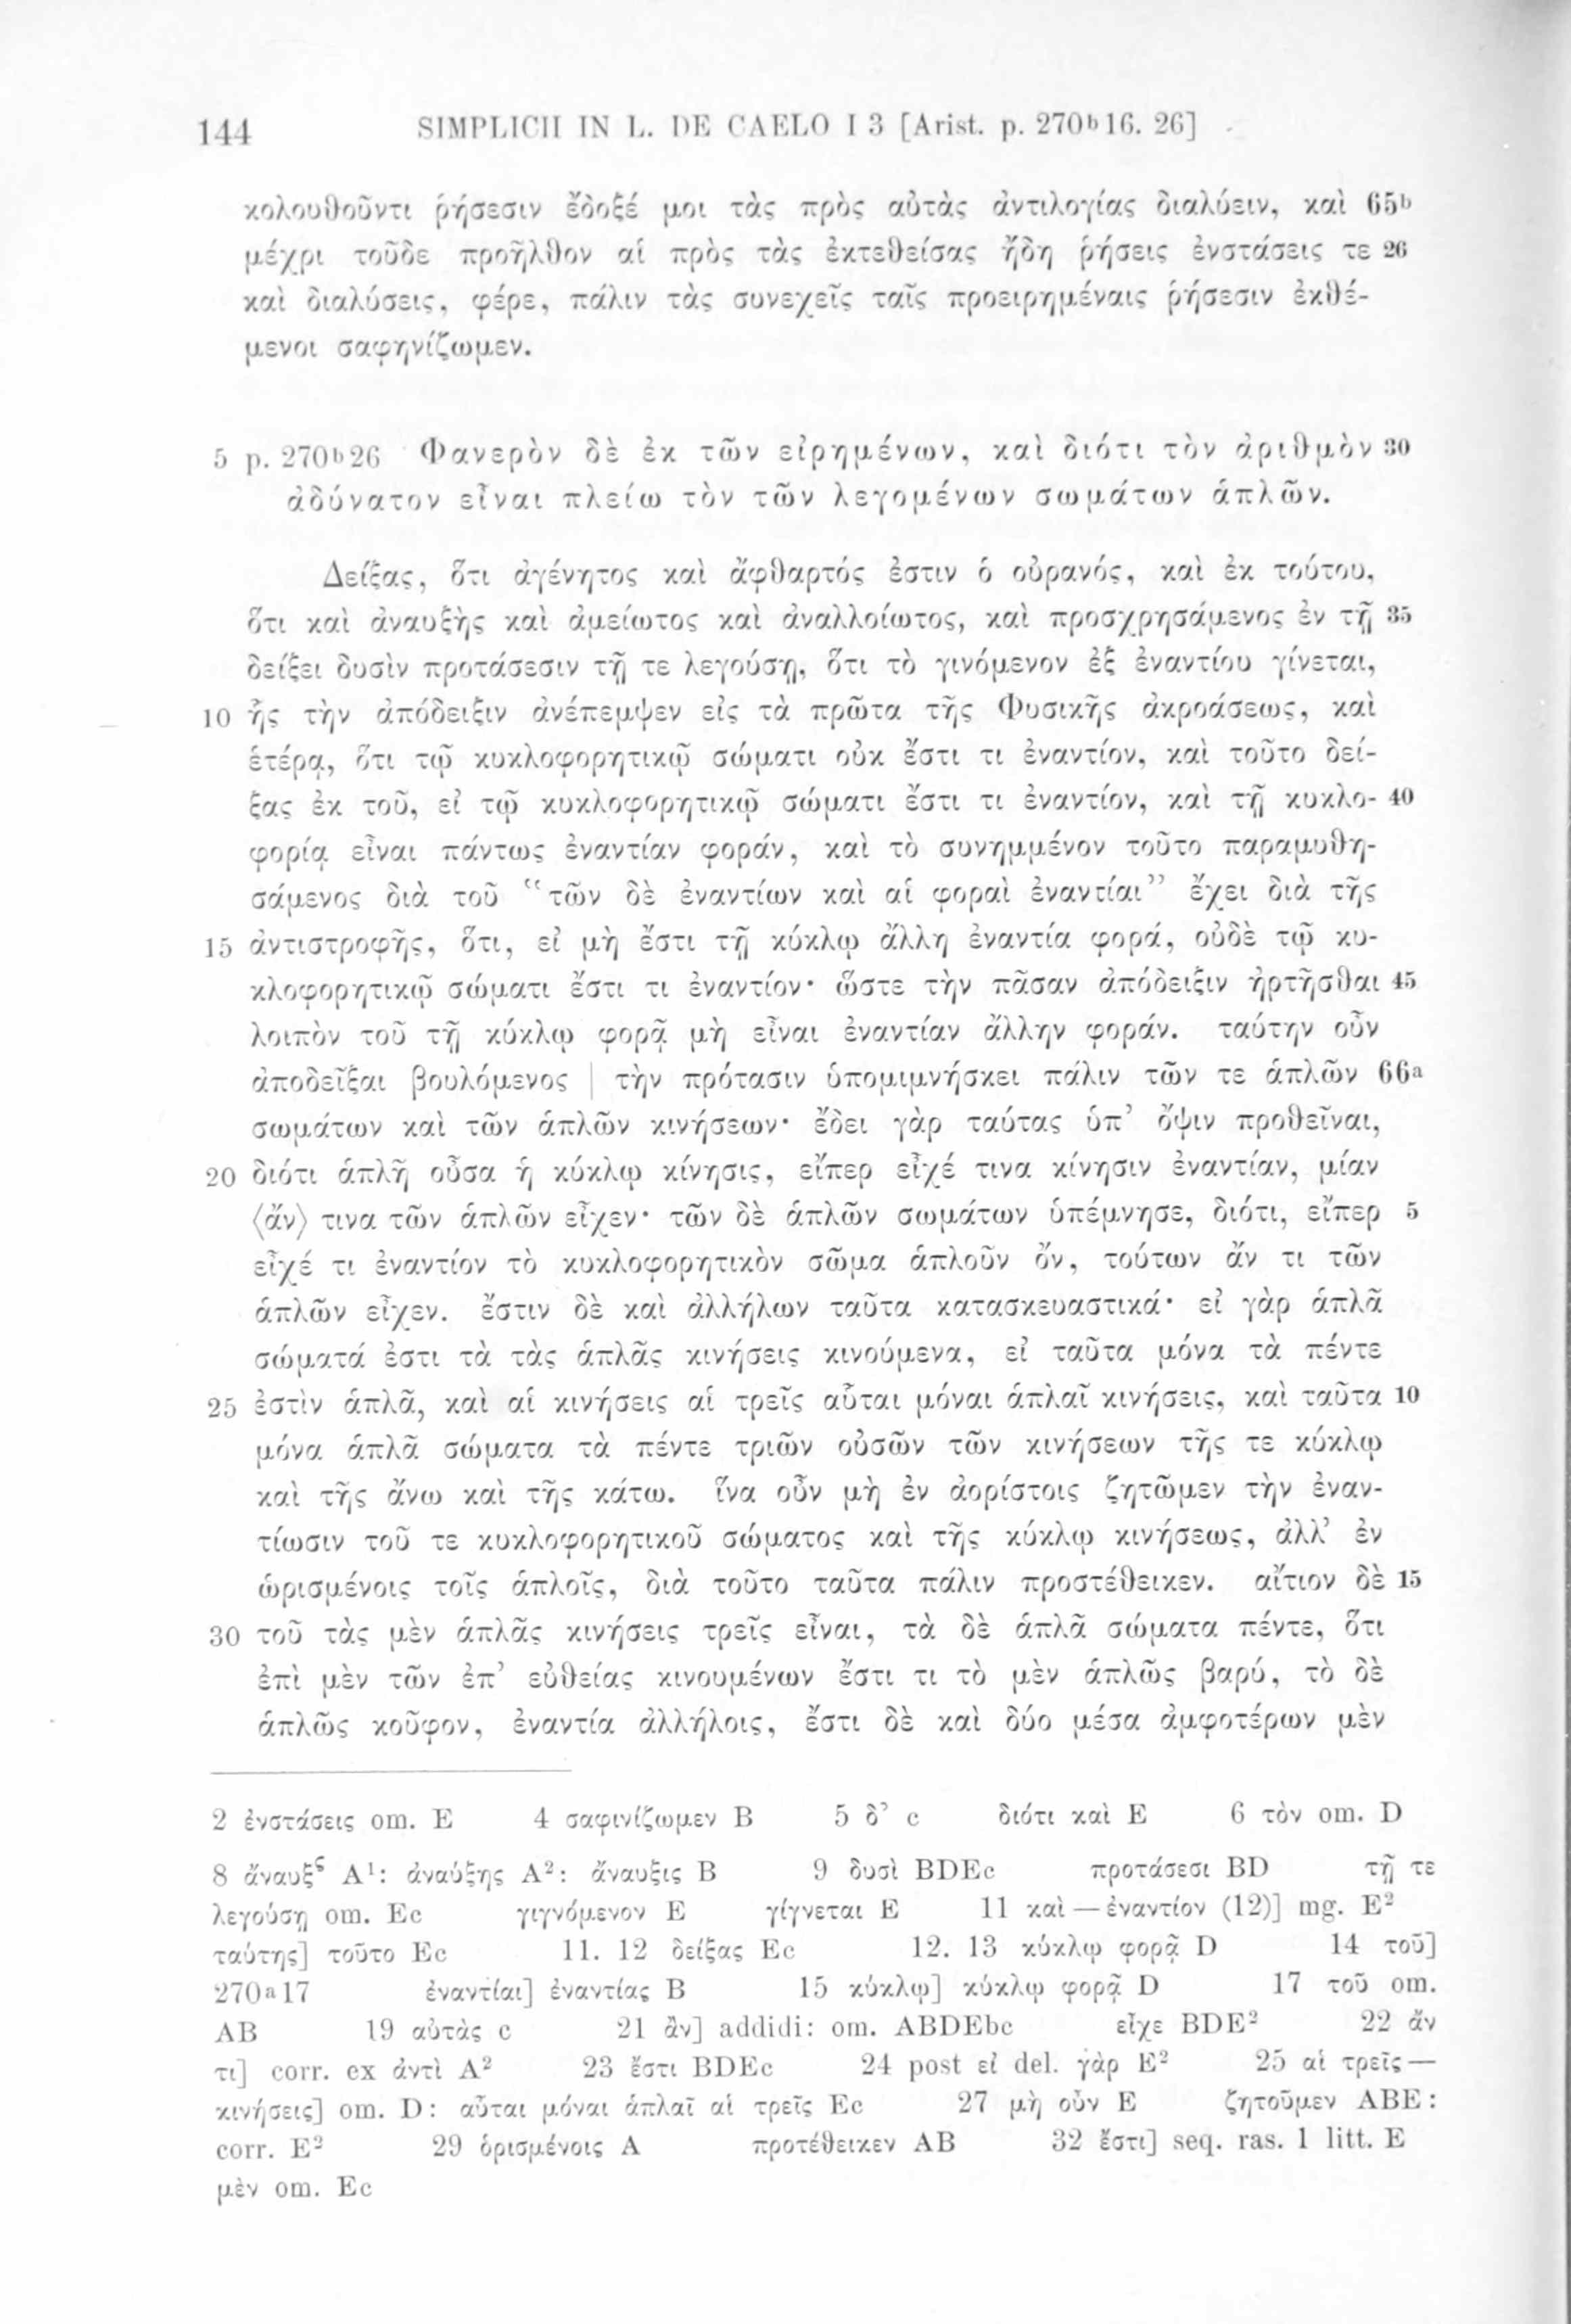 144 SIMPLICII IN L. DE CAELO I 3 [Arist. p. 270b16. 26]
κολουθοῦντι ῥήσεσιν ἔδοξέ μοι τὰς πρὸς αὐτὰς ἀντιλογίας διαλύειν, καὶ 65b
μέχρι τοῦδε προῆλθον αἱ πρὸς τὰς ἐκτεθείσας ἤδη ῥήσεις ἐνστάσεις τε 26
καὶ διαλύσεις, φέρε, πάλιν τὰς συνεχεῖς ταῖς προειρημέναις ῥήσεσιν ἐκθέ-
μενοι σαφηνίζωμεν.
5 p. 270b26 Φανερὸν δὲ ἐκ τῶν εἰρημένων, καὶ διότι τὸν ἀριθμὸν 30
ἀδύνατον εἶναι πλείω τὸν τῶν λεγομένων σωμάτων ἁπλῶν.
Δείξας, ὅτι ἀγένητος καὶ ἄφθαρτός ἐστιν ὁ οὐρανός, καὶ ἐκ τούτου,
ὅτι καὶ ἀναυξὴς καὶ ἀμείωτος καὶ ἀναλλοίωτος, καὶ προσχρησάμενος ἐν τῇ 35
δείξει δυσὶν προτάσεσιν τῇ τε λεγούσῃ, ὅτι τὸ γινόμενον ἐξ ἐναντίου γίνεται,
10 ἧς τὴν ἀπόδειξιν ἀνέπεμψεν εἰς τὰ πρῶτα τῆς Φυσικῆς ἀκροάσεως, καὶ
ἑτέρᾳ, ὅτι τῷ κυκλοφορητικῷ σώματι οὐκ ἔστι τι ἐναντίον, καὶ τοῦτο δεί-
ξας ἐκ τοῦ, εἰ τῷ κυκλοφορητικῷ σώματι ἔστι τι ἐναντίον, καὶ τῇ κυκλο- 40
φορίᾳ εἶναι πάντως ἐναντίαν φοράν, καὶ τὸ συνημμένον τοῦτο παραμυθη-
σάμενος διὰ τοῦ “τῶν δὲ ἐναντίων καὶ αἱ φοραὶ ἐναντίαι” ἔχει διὰ τῆς
15 ἀντιστροφῆς, ὅτι, εἰ μὴ ἔστι τῇ κύκλῳ ἄλλη ἐναντία φορά, οὐδὲ τῷ κυ-
κλοφορητικῷ σώματι ἔστι τι ἐναντίον· ὥστε τὴν πᾶσαν ἀπόδειξιν ἠρτῆσθαι 45
λοιπὸν τοῦ τῇ κύκλῳ φορᾷ μὴ εἶναι ἐναντίαν ἄλλην φοράν. ταύτην οὖν
ἀποδεῖξαι βουλόμενος | τὴν πρότασιν ὑπομιμνήσκει πάλιν τῶν τε ἁπλῶν 66a
σωμάτων καὶ τῶν ἁπλῶν κινήσεων· ἔδει γὰρ ταύτας ὑπ’ ὄψιν προθεῖναι,
20 διότι ἁπλῆ οὖσα ἡ κύκλῳ κίνησις, εἴπερ εἶχέ τινα κίνησιν ἐναντίαν, μίαν
⟨ἄν⟩ τινα τῶν ἁπλῶν εἶχεν· τῶν δὲ ἁπλῶν σωμάτων ὑπέμνησε, διότι, εἴπερ 5
εἶχέ τι ἐναντίον τὸ κυκλοφορητικὸν σῶμα ἁπλοῦν ὄν, τούτων ἄν τι τῶν
ἁπλῶν εἶχεν. ἔστιν δὲ καὶ ἀλλήλων ταῦτα κατασκευαστικά· εἰ γὰρ ἁπλᾶ
σώματά ἐστι τὰ τὰς ἁπλᾶς κινήσεις κινούμενα, εἰ ταῦτα μόνα τὰ πέντε
25 ἐστὶν ἁπλᾶ, καὶ αἱ κινήσεις αἱ τρεῖς αὗται μόναι ἁπλαῖ κινήσεις, καὶ ταῦτα 10
μόνα ἁπλᾶ σώματα τὰ πέντε τριῶν οὐσῶν τῶν κινήσεων τῆς τε κύκλῳ
καὶ τῆς ἄνω καὶ τῆς κάτω. ἵνα οὖν μὴ ἐν ἀορίστοις ζητῶμεν τὴν ἐναν-
τίωσιν τοῦ τε κυκλοφορητικοῦ σώματος καὶ τῆς κύκλῳ κινήσεως, ἀλλ’ ἐν
ὡρισμένοις τοῖς ἁπλοῖς, διὰ τοῦτο ταῦτα πάλιν προστέθεικεν. αἴτιον δὲ 15
30 τοῦ τὰς μὲν ἁπλᾶς κινήσεις τρεῖς εἶναι, τὰ δὲ ἁπλᾶ σώματα πέντε, ὅτι
ἐπὶ μὲν τῶν ἐπ’ εὐθείας κινουμένων ἔστι τι τὸ μὲν ἁπλῶς βαρύ, τὸ δὲ
ἁπλῶς κοῦφον, ἐναντία ἀλλήλοις, ἔστι δὲ καὶ δύο μέσα ἀμφοτέρων μὲν
2 ἐνστάσεις om. E 4 σαφινίζωμεν B 5 δ’ c διότι καὶ E 6 τὸν om. D
8 ἄναυξς A1: ἀναύξης A2: ἄναυξις B 9 δυσὶ BDEc προτάσεσι BD τῇ τε
λεγούσῃ om. Ec γιγνόμενον E γίγνεται E 11 καὶ — ἐναντίον (12)] mg. E2
ταύτης] τοῦτο Ec 11. 12 δείξας Ec 12. 13 κύκλῳ φορᾷ D 14 τοῦ]
270a17 ἐναντίαι] ἐναντίας B 15 κύκλῳ] κύκλῳ φορᾷ D 17 τοῦ om.
AB 19 αὐτὰς c 21 ἂν] addidi: om. ABDEbc εἶχε BDE2 22 ἄν
τι] corr. ex ἀντὶ A2 23 ἔστι BDEc 24 post εἰ del. γὰρ E2 25 αἱ τρεῖς —
κινήσεις] om. D: αὗται μόναι ἁπλαῖ αἱ τρεῖς Ec 27 μὴ οὖν E ζητοῦμεν ABE:
corr. E2 29 ὁρισμένοις A προτέθεικεν AB 32 ἔστι] seq. ras. 1 litt. E
μὲν om. Ec